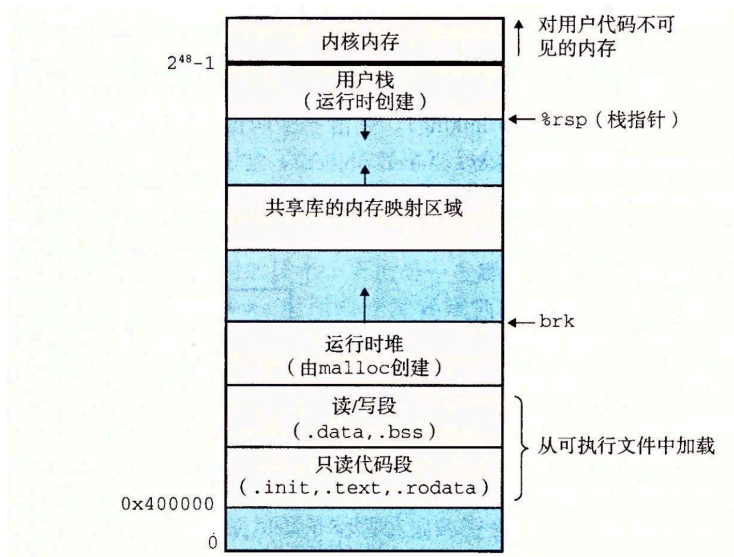 对用户代码不可
见的内存
内核内存
2⁴⁸-1
用户栈
(运行时创建)
%rsp(栈指针)
共享库的内存映射区域
brk
运行时堆
(由malloc创建)
读/写段
(.data,.bss)
从可执行文件中加载
只读代码段
(.init,.text,.rodata)
0x400000
0